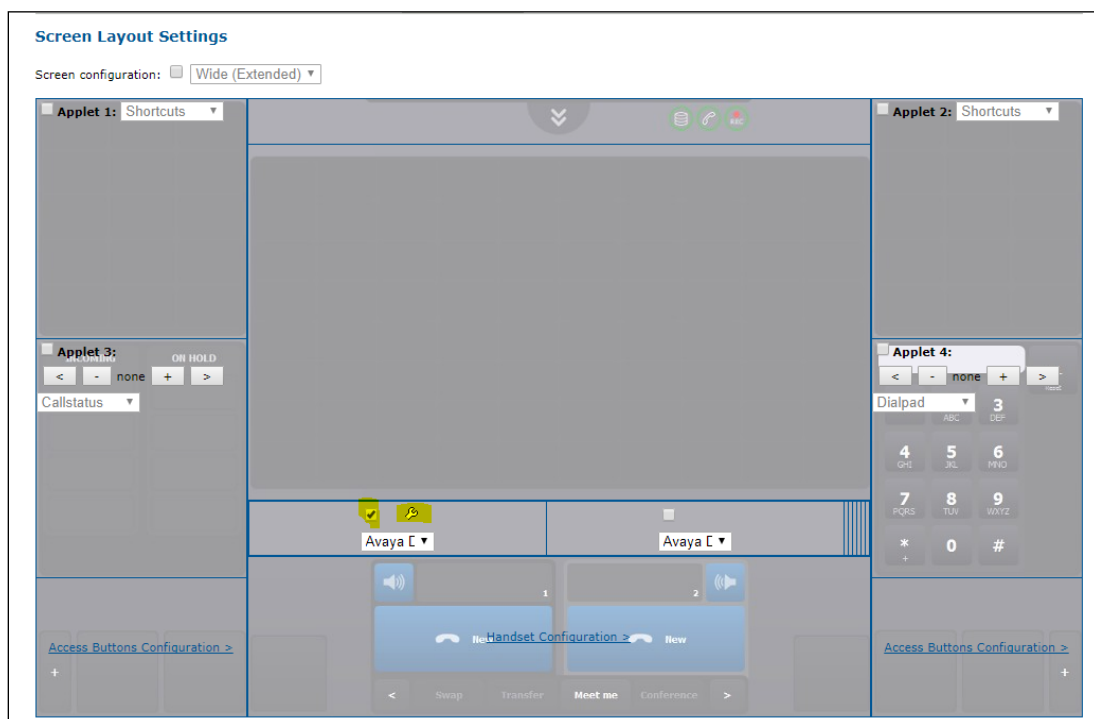 Screen Layout Settings
Screen configuration: Wide (Extended)
Applet 1: Shortcuts
REC
Applet 2: Shortcuts
Applet 3:
INCOMING ON HOLD
< - none + >
Callstatus
Applet 4:
< - none + >
Dialpad
ABC
3
DEF
4
GHI
5
JKL
6
MNO
7
PQRS
8
TUV
9
WXYZ
*
+
0
#
Avaya
Avaya
1
2
New
New
Handset Configuration >
Access Buttons Configuration >
+
Access Buttons Configuration >
+
< Swap Transfer Meet me Conference >